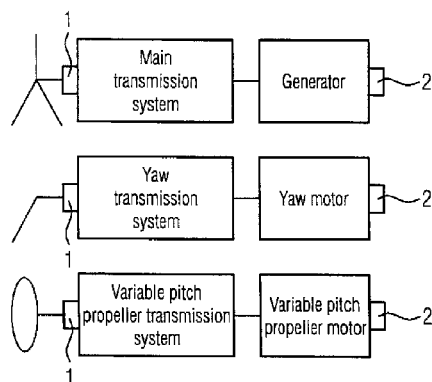 1
Main
transmission
system
Generator
2
Yaw
transmission
system
Yaw motor
2
1
Variable pitch
propeller transmission
system
Variable pitch
propeller motor
2
1